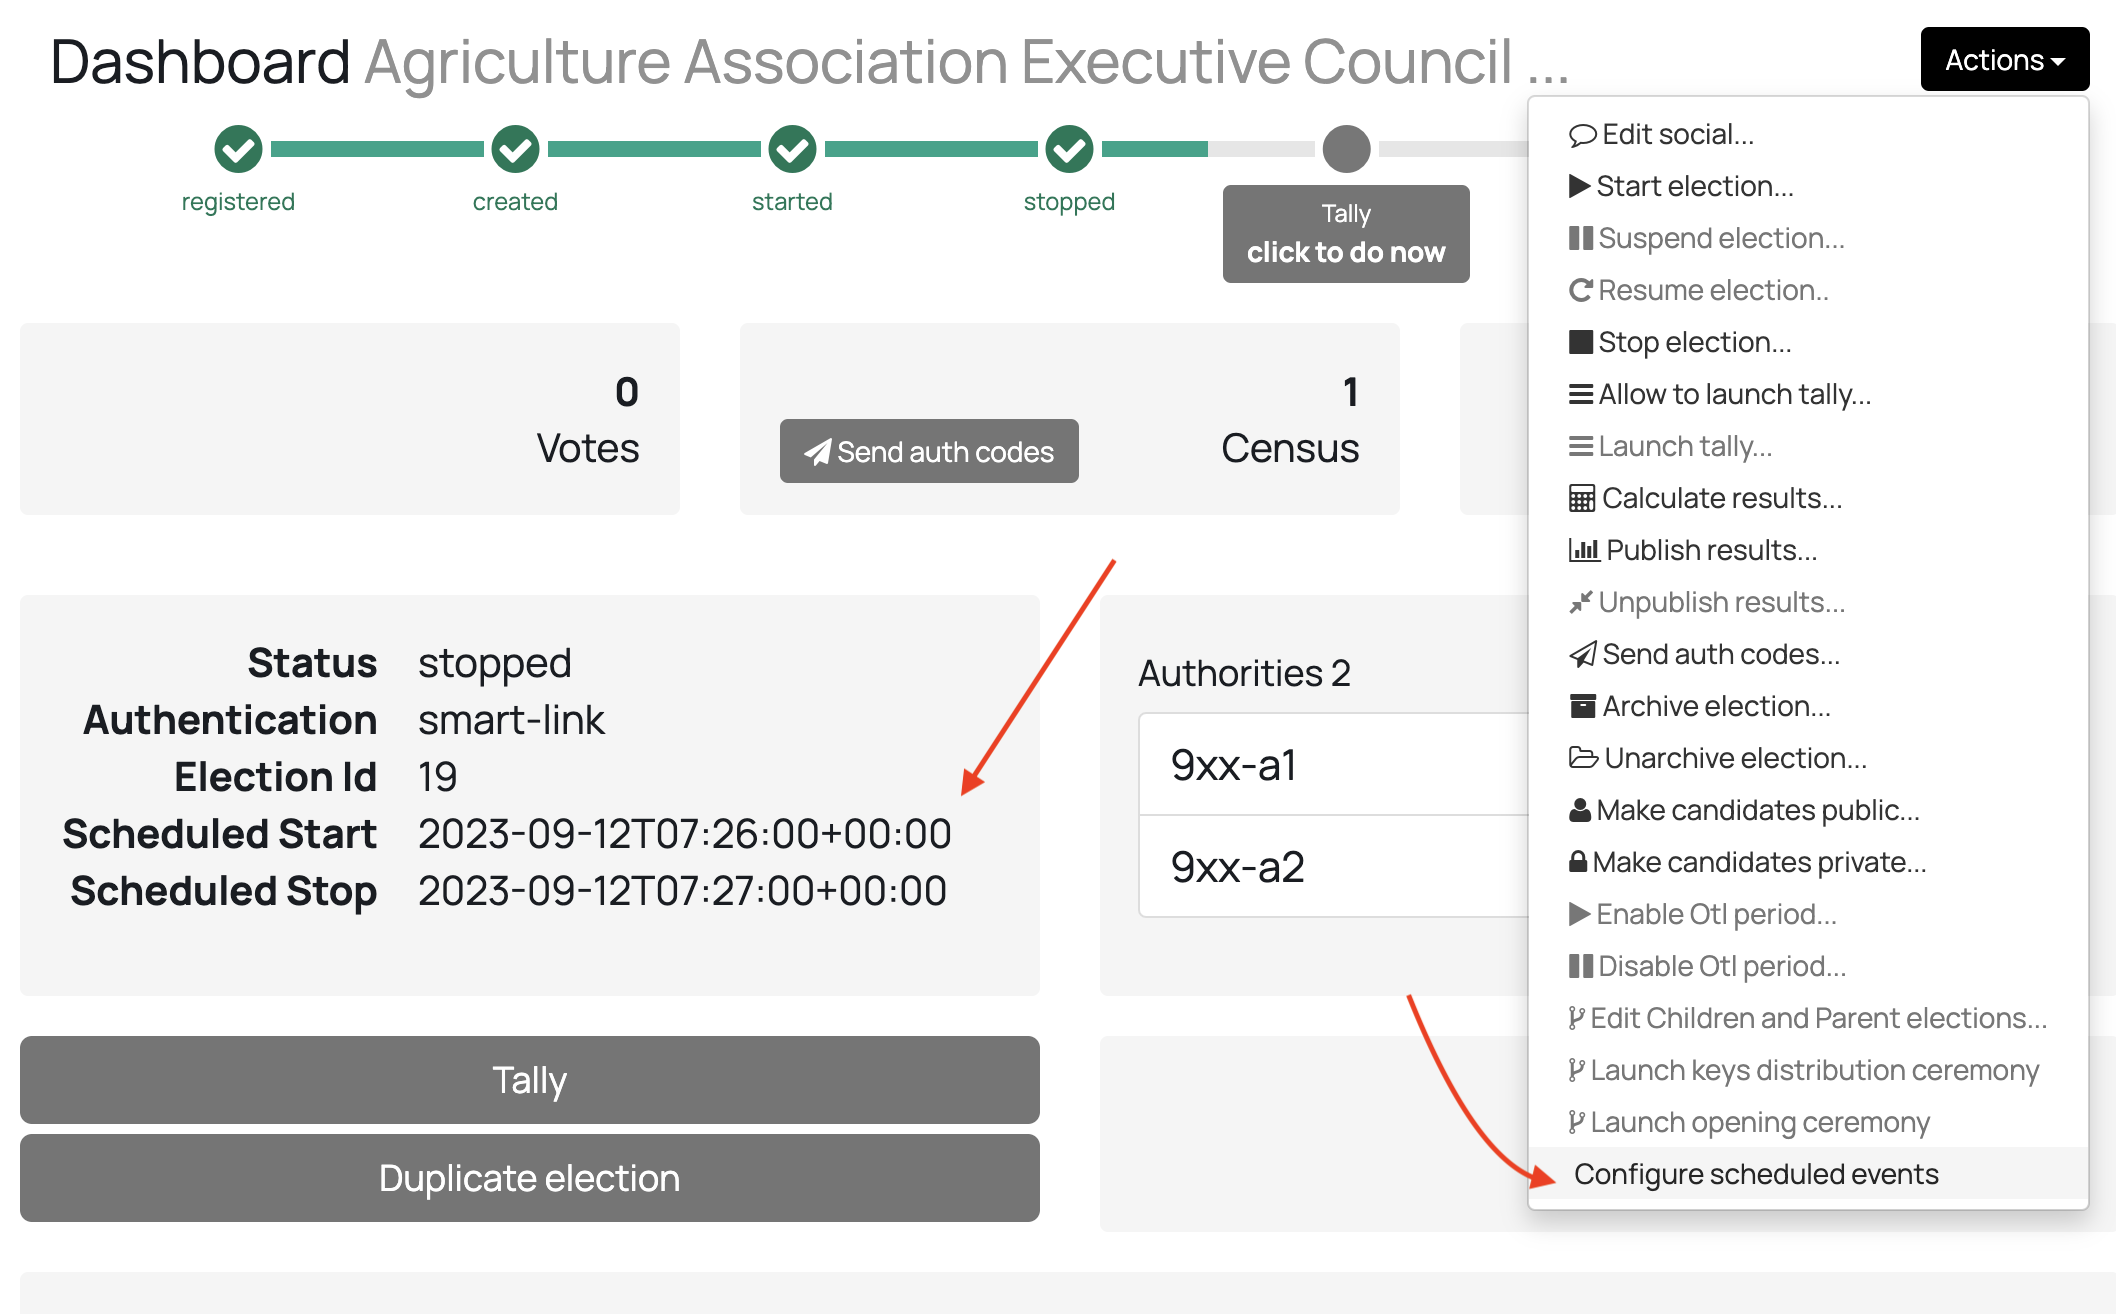 Dashboard Agriculture Association Executive Council ...
Actions
registered
created
started
stopped
Tally
click to do now
0
Votes
Send auth codes
1
Census
Status stopped
Authentication smart-link
Election Id 19
Scheduled Start 2023-09-12T07:26:00+00:00
Scheduled Stop 2023-09-12T07:27:00+00:00
Authorities 2
9xx-a1
9xx-a2
Tally
Duplicate election
Edit social...
Start election...
Suspend election...
Resume election..
Stop election...
Allow to launch tally...
Launch tally...
Calculate results...
Publish results...
Unpublish results...
Send auth codes...
Archive election...
Unarchive election...
Make candidates public...
Make candidates private...
Enable Otl period...
Disable Otl period...
Edit Children and Parent elections...
Launch keys distribution ceremony
Launch opening ceremony
Configure scheduled events